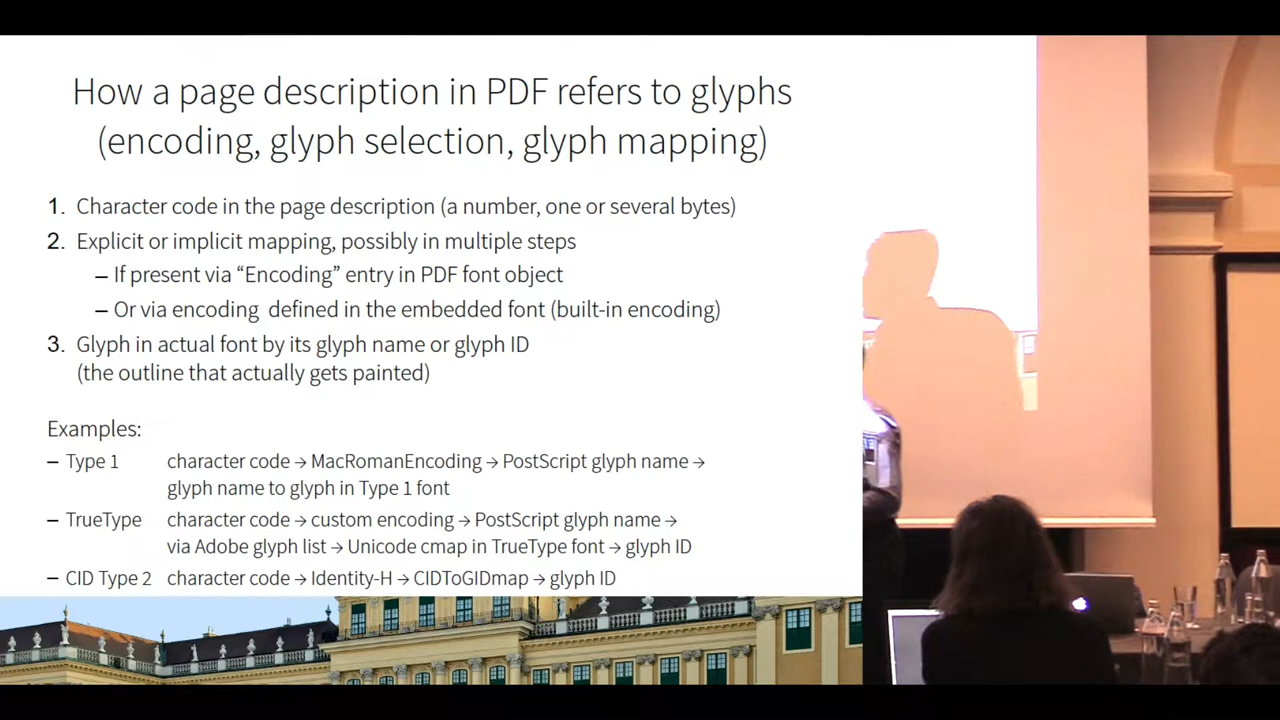 How a page description in PDF refers to glyphs
(encoding, glyph selection, glyph mapping)
1. Character code in the page description (a number, one or several bytes)
2. Explicit or implicit mapping, possibly in multiple steps
– If present via “Encoding” entry in PDF font object
– Or via encoding  defined in the embedded font (built-in encoding)
3. Glyph in actual font by its glyph name or glyph ID
(the outline that actually gets painted)
Examples:
– Type 1 character code → MacRomanEncoding → PostScript glyph name →
glyph name to glyph in Type 1 font
– TrueType character code → custom encoding → PostScript glyph name →
via Adobe glyph list → Unicode cmap in TrueType font → glyph ID
– CID Type 2 character code → Identity-H → CIDToGIDmap → glyph ID